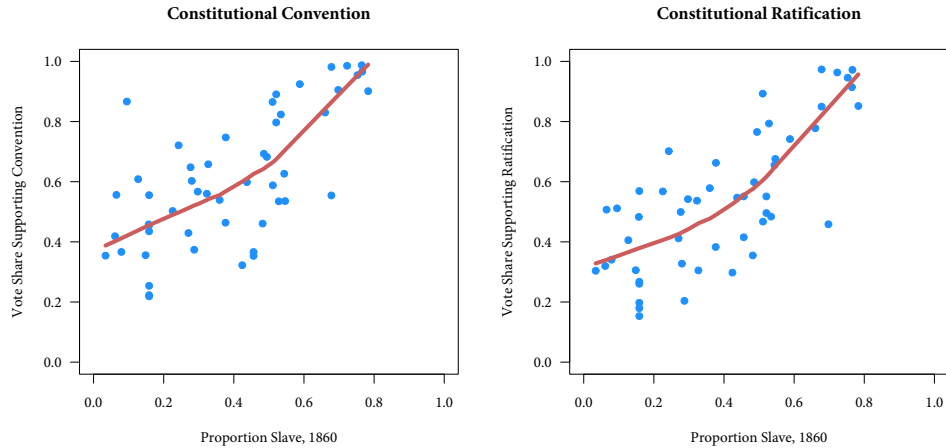 Constitutional Convention
Vote Share Supporting Convention
1.0
0.8
0.6
0.4
0.2
0.0
0.0 0.2 0.4 0.6 0.8 1.0
Proportion Slave, 1860
Constitutional Ratification
Vote Share Supporting Ratification
1.0
0.8
0.6
0.4
0.2
0.0
0.0 0.2 0.4 0.6 0.8 1.0
Proportion Slave, 1860